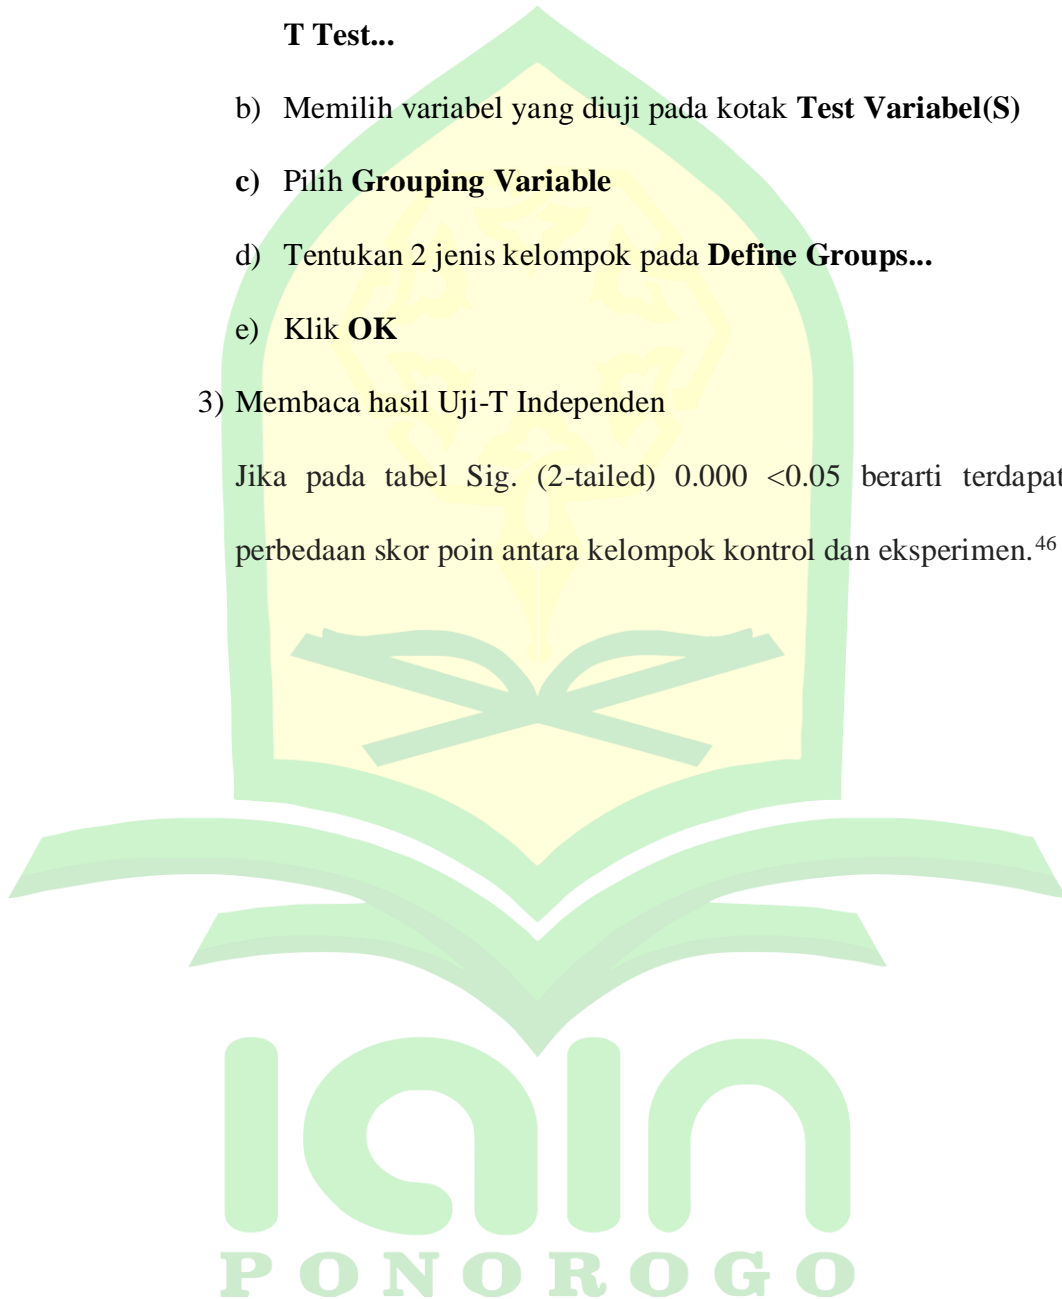 T Test...
b) Memilih variabel yang diuji pada kotak Test Variabel(S)
c) Pilih Grouping Variable
d) Tentukan 2 jenis kelompok pada Define Groups...
e) Klik OK
3) Membaca hasil Uji-T Independen
Jika pada tabel Sig. (2-tailed) 0.000 <0.05 berarti terdapat
perbedaan skor poin antara kelompok kontrol dan eksperimen.46
IAIN
PONOROGO